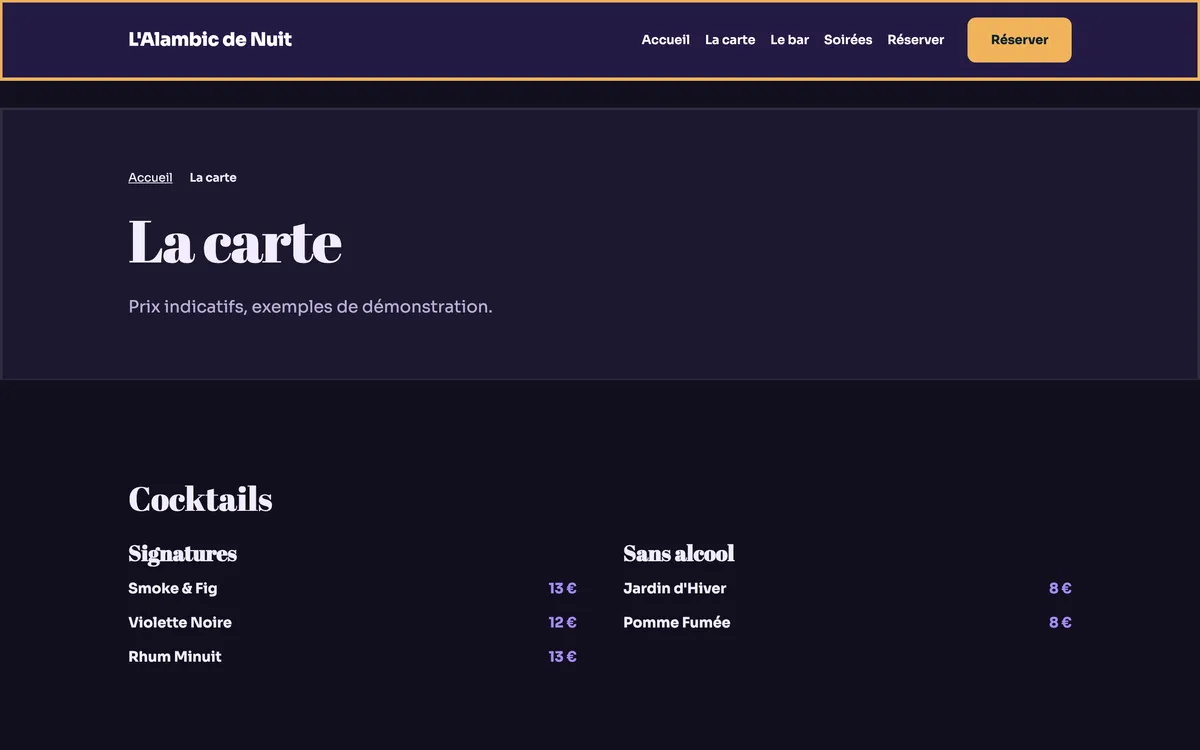 L'Alambic de Nuit
Accueil La carte Le bar Soirées Réserver Réserver
Accueil La carte
La carte
Prix indicatifs, exemples de démonstration.
Cocktails
Signatures
Smoke & Fig 13 €
Violette Noire 12 €
Rhum Minuit 13 €
Sans alcool
Jardin d'Hiver 8 €
Pomme Fumée 8 €